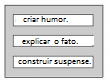 criar humor.
explicar o fato.
construir suspense.